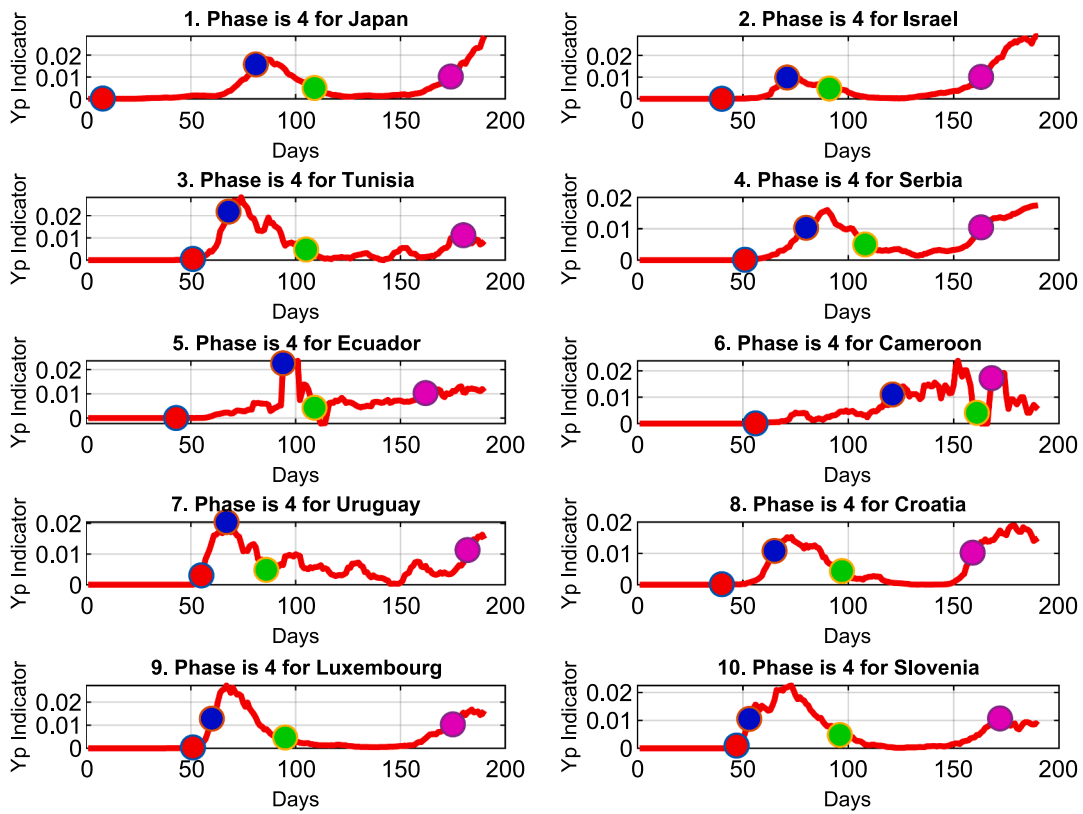 1. Phase is 4 for Japan
Yp Indicator
0.02
0.01
0
0 50 100 150 200
Days
2. Phase is 4 for Israel
Yp Indicator
0.02
0.01
0
0 50 100 150 200
Days
3. Phase is 4 for Tunisia
Yp Indicator
0.02
0.01
0
0 50 100 150 200
Days
4. Phase is 4 for Serbia
Yp Indicator
0.02
0.01
0
0 50 100 150 200
Days
5. Phase is 4 for Ecuador
Yp Indicator
0.02
0.01
0
0 50 100 150 200
Days
6. Phase is 4 for Cameroon
Yp Indicator
0.02
0.01
0
0 50 100 150 200
Days
7. Phase is 4 for Uruguay
Yp Indicator
0.02
0.01
0
0 50 100 150 200
Days
8. Phase is 4 for Croatia
Yp Indicator
0.02
0.01
0
0 50 100 150 200
Days
9. Phase is 4 for Luxembourg
Yp Indicator
0.02
0.01
0
0 50 100 150 200
Days
10. Phase is 4 for Slovenia
Yp Indicator
0.02
0.01
0
0 50 100 150 200
Days